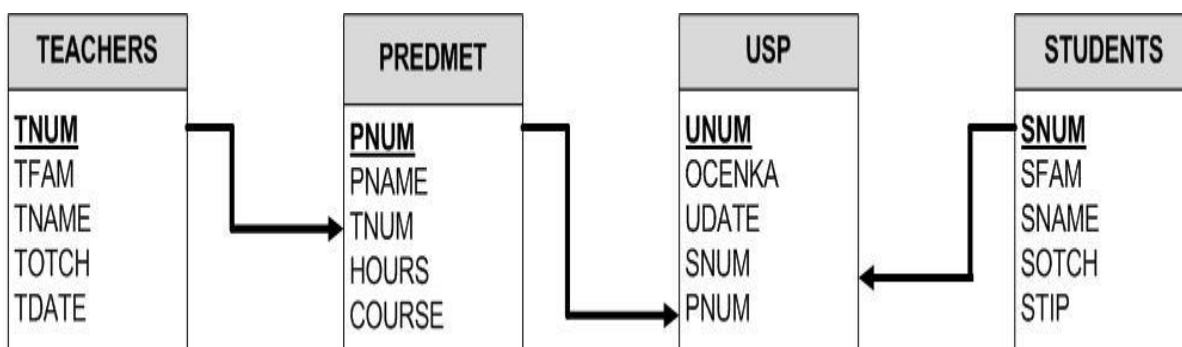 TEACHERS
TNUM
TFAM
TNAME
TOTCH
TDATE
PREDMET
PNUM
PNAME
TNUM
HOURS
COURSE
USP
UNUM
OCENKA
UDATE
SNUM
PNUM
STUDENTS
SNUM
SFAM
SNAME
SOTCH
STIP